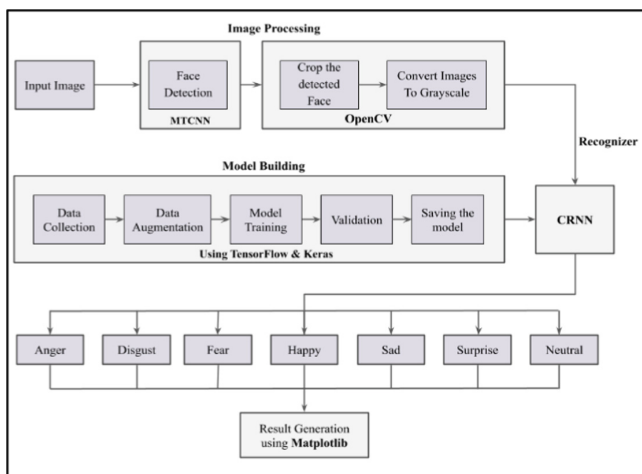 Image Processing
Input Image
Face
Detection
MTCNN
Crop the
detected
Face
Convert Images
To Grayscale
OpenCV
Recognizer
Model Building
Data
Collection
Data
Augmentation
Model
Training
Validation
Saving the
model
Using TensorFlow & Keras
CRNN
Anger
Disgust
Fear
Happy
Sad
Surprise
Neutral
Result Generation
using Matplotlib